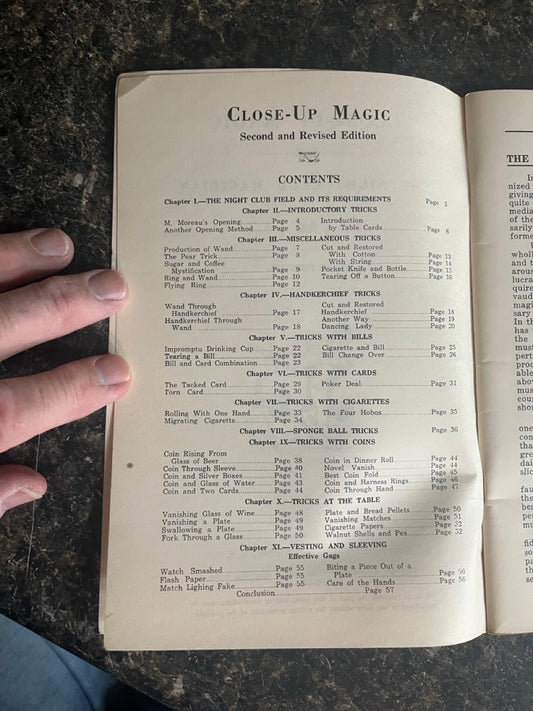 CLOSE-UP MAGIC
Second and Revised Edition
CONTENTS
Chapter I.—THE NIGHT CLUB FIELD AND ITS REQUIREMENTS Page 3
Chapter II.—INTRODUCTORY TRICKS
M. Moreau's Opening Page 4
Another Opening Method Page 5
Introduction
by Table Cards Page 6
Chapter III.—MISCELLANEOUS TRICKS
Production of Wand Page 7
The Pear Trick Page 8
Sugar and Coffee
Mystification Page 9
Ring and Wand Page 10
Flying Ring Page 12
Cut and Restored
With Cotton Page 13
With String Page 14
Pocket Knife and Bottle Page 15
Tearing Off a Button Page 16
Chapter IV.—HANDKERCHIEF TRICKS
Wand Through
Handkerchief Page 17
Handkerchief Through
Wand Page 18
Cut and Restored
Handkerchief Page 18
Another Way Page 19
Dancing Lady Page 20
Chapter V.—TRICKS WITH BILLS
Impromptu Drinking Cup Page 22
Tearing a Bill Page 22
Bill and Card Combination Page 23
Cigarette and Bill Page 25
Bill Change Over Page 26
Chapter VI.—TRICKS WITH CARDS
The Tacked Card Page 29
Torn Card Page 30
Poker Deal Page 31
Chapter VII.—TRICKS WITH CIGARETTES
Rolling With One Hand Page 33
Migrating Cigarette Page 34
The Four Hobos Page 35
Chapter VIII.—SPONGE BALL TRICKS Page 36
Chapter IX.—TRICKS WITH COINS
Coin Rising From
Glass of Beer Page 38
Coin Through Sleeve Page 40
Coin and Silver Boxes Page 41
Coin and Glass of Water Page 43
Coin and Two Cards Page 44
Coin in Dinner Roll Page 44
Novel Vanish Page 44
Best Coin Fold Page 45
Coin and Harness Rings Page 46
Coin Through Hand Page 47
Chapter X.—TRICKS AT THE TABLE
Vanishing Glass of Wine Page 48
Vanishing a Plate Page 49
Swallowing a Plate Page 49
Fork Through a Glass Page 50
Plate and Bread Pellets Page 50
Vanishing Matches Page 51
Cigarette Papers Page 52
Walnut Shells and Pea Page 52
Chapter XI.—VESTING AND SLEEVING
Effective Gags
Watch Smashed Page 55
Flash Paper Page 55
Match Lighing Fake Page 55
Biting a Piece Out of a
Plate Page 56
Care of the Hands Page 56
Conclusion Page 57
THE